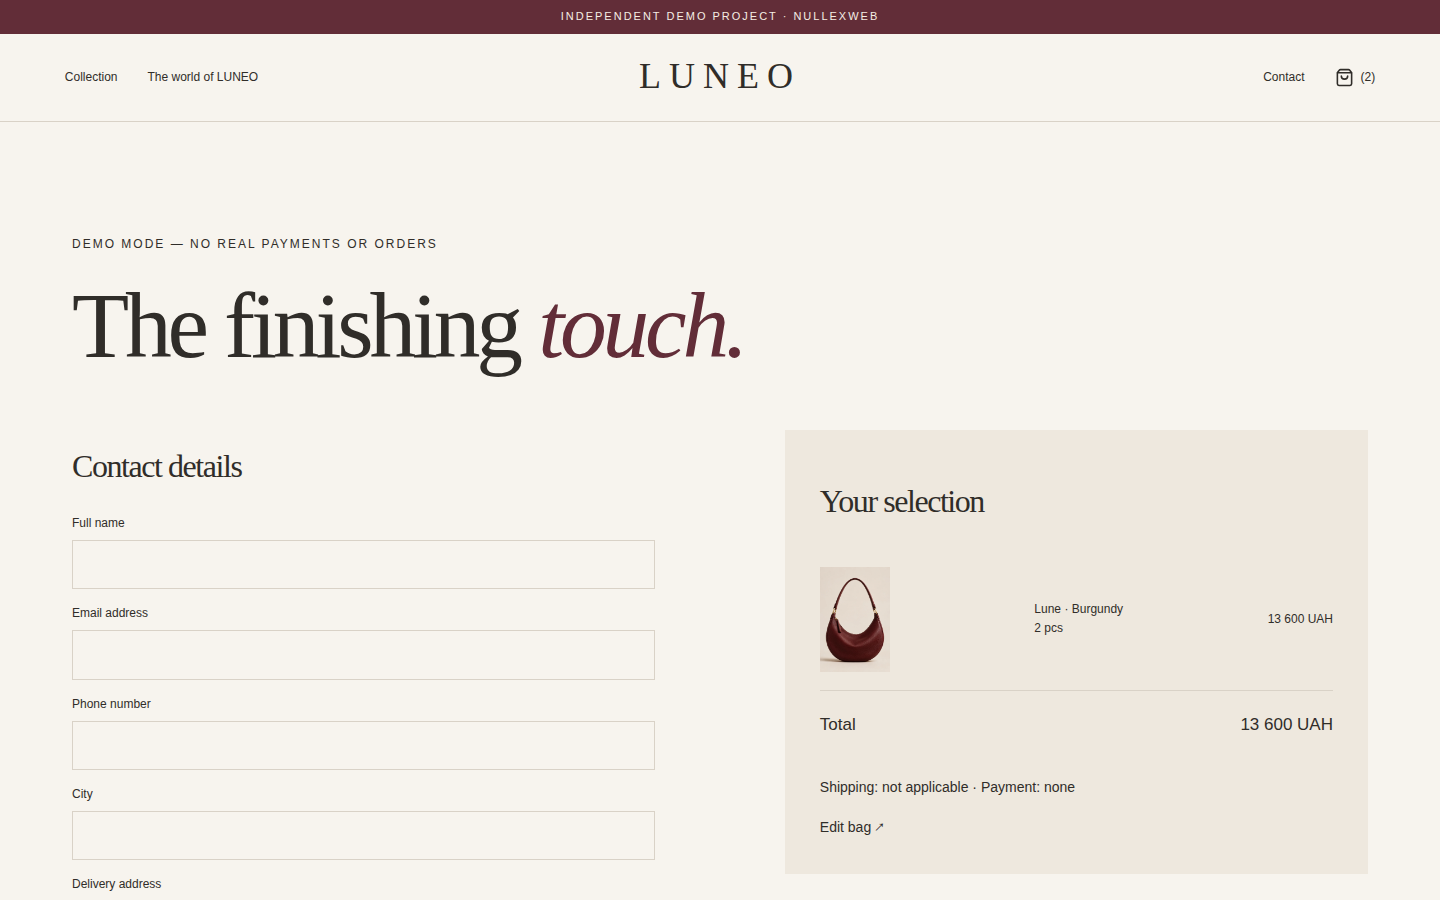 INDEPENDENT DEMO PROJECT · NULLEXWEB
Collection
The world of LUNEO
LUNEO
Contact
(2)
DEMO MODE — NO REAL PAYMENTS OR ORDERS
The finishing touch.
Contact details
Full name
Email address
Phone number
City
Delivery address
Your selection
Lune · Burgundy
2 pcs
13 600 UAH
Total
13 600 UAH
Shipping: not applicable · Payment: none
Edit bag ↗